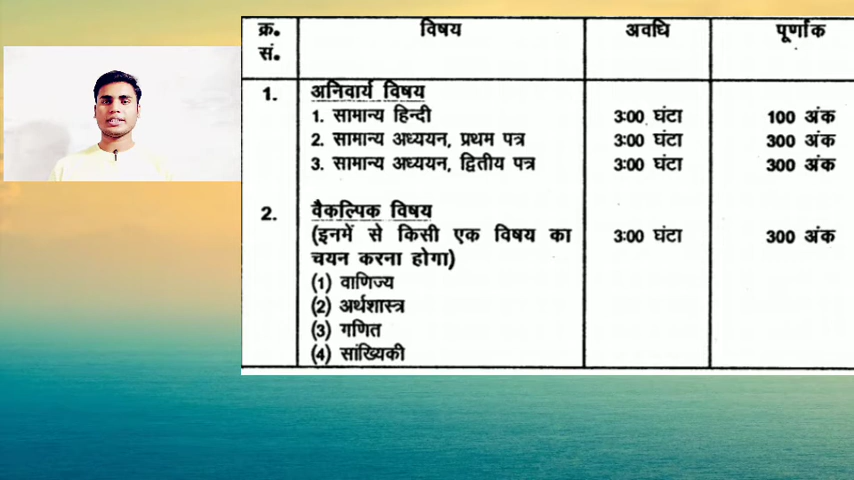 क्र. सं. विषय अवधि पूर्णांक
1. अनिवार्य विषय
1. सामान्य हिन्दी 3:00 घंटा 100 अंक
2. सामान्य अध्ययन, प्रथम पत्र 3:00 घंटा 300 अंक
3. सामान्य अध्ययन, द्वितीय पत्र 3:00 घंटा 300 अंक
2. वैकल्पिक विषय
(इनमें से किसी एक विषय का 3:00 घंटा 300 अंक
चयन करना होगा)
(1) वाणिज्य
(2) अर्थशास्त्र
(3) गणित
(4) सांख्यिकी